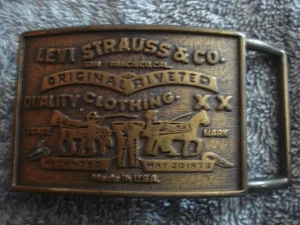 LEVI STRAUSS & CO.
SAN FRANCISCO, CAL.
ORIGINAL RIVETED
QUALITY CLOTHING. XX
TRADE MARK
PATENTED MAY 20 1873
Made in U.S.A.